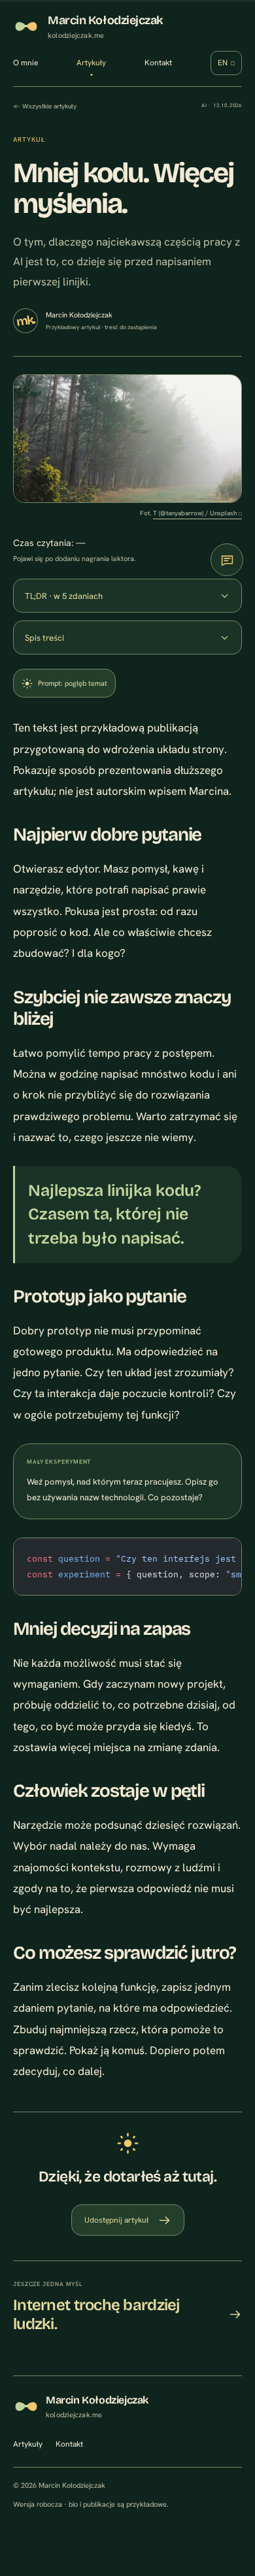 Marcin Kołodziejczak
kolodziejczak.me
O mnie
Artykuły
Kontakt
EN
← Wszystkie artykuły
AI · 12.10.2026
ARTYKUŁ
Mniej kodu. Więcej
myślenia.
O tym, dlaczego najciekawszą częścią pracy z
AI jest to, co dzieje się przed napisaniem
pierwszej linijki.
mk.
Marcin Kołodziejczak
Przykładowy artykuł · treść do zastąpienia
Fot. T (@tanyabarrow) / Unsplash
Czas czytania: —
Pojawi się po dodaniu nagrania lektora.
TL;DR · w 5 zdaniach
Spis treści
Prompt: pogłęb temat
Ten tekst jest przykładową publikacją
przygotowaną do wdrożenia układu strony.
Pokazuje sposób prezentowania dłuższego
artykułu; nie jest autorskim wpisem Marcina.
Najpierw dobre pytanie
Otwierasz edytor. Masz pomysł, kawę i
narzędzie, które potrafi napisać prawie
wszystko. Pokusa jest prosta: od razu
poprosić o kod. Ale co właściwie chcesz
zbudować? I dla kogo?
Szybciej nie zawsze znaczy
bliżej
Łatwo pomylić tempo pracy z postępem.
Można w godzinę napisać mnóstwo kodu i ani
o krok nie przybliżyć się do rozwiązania
prawdziwego problemu. Warto zatrzymać się
i nazwać to, czego jeszcze nie wiemy.
Najlepsza linijka kodu?
Czasem ta, której nie
trzeba było napisać.
Prototyp jako pytanie
Dobry prototyp nie musi przypominać
gotowego produktu. Ma odpowiedzieć na
jedno pytanie. Czy ten układ jest zrozumiały?
Czy ta interakcja daje poczucie kontroli? Czy
w ogóle potrzebujemy tej funkcji?
MAŁY EKSPERYMENT
Weź pomysł, nad którym teraz pracujesz. Opisz go
bez używania nazw technologii. Co pozostaje?
const question = "Czy ten interfejs jest
const experiment = { question, scope: "sm
Mniej decyzji na zapas
Nie każda możliwość musi stać się
wymaganiem. Gdy zaczynam nowy projekt,
próbuję oddzielić to, co potrzebne dzisiaj, od
tego, co być może przyda się kiedyś. To
zostawia więcej miejsca na zmianę zdania.
Człowiek zostaje w pętli
Narzędzie może podsunąć dziesięć rozwiązań.
Wybór nadal należy do nas. Wymaga
znajomości kontekstu, rozmowy z ludźmi i
zgody na to, że pierwsza odpowiedź nie musi
być najlepsza.
Co możesz sprawdzić jutro?
Zanim zlecisz kolejną funkcję, zapisz jednym
zdaniem pytanie, na które ma odpowiedzieć.
Zbuduj najmniejszą rzecz, która pomoże to
sprawdzić. Pokaż ją komuś. Dopiero potem
zdecyduj, co dalej.
Dzięki, że dotarłeś aż tutaj.
Udostępnij artykuł
JESZCZE JEDNA MYŚL
Internet trochę bardziej
ludzki.
Marcin Kołodziejczak
kolodziejczak.me
Artykuły
Kontakt
© 2026 Marcin Kołodziejczak
Wersja robocza · bio i publikacje są przykładowe.